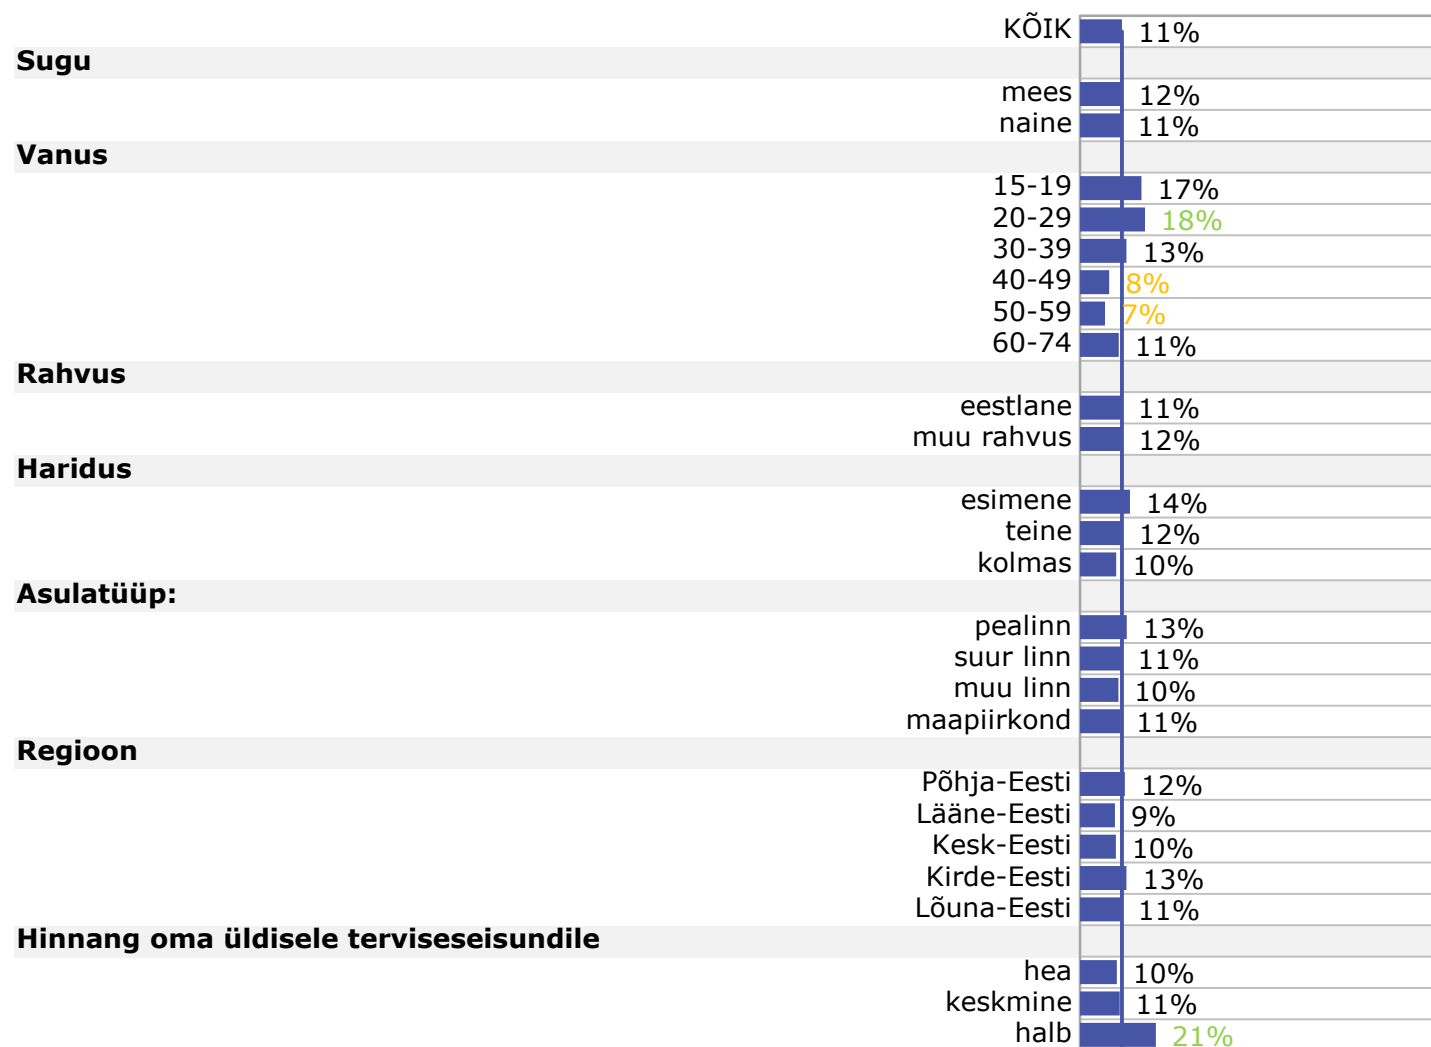 KÕIK 11%
Sugu
mees 12%
naine 11%
Vanus
15-19 17%
20-29 18%
30-39 13%
40-49 8%
50-59 7%
60-74 11%
Rahvus
eestlane 11%
muu rahvus 12%
Haridus
esimene 14%
teine 12%
kolmas 10%
Asulatüüp:
pealinn 13%
suur linn 11%
muu linn 10%
maapiirkond 11%
Regioon
Põhja-Eesti 12%
Lääne-Eesti 9%
Kesk-Eesti 10%
Kirde-Eesti 13%
Lõuna-Eesti 11%
Hinnang oma üldisele terviseseisundile
hea 10%
keskmine 11%
halb 21%